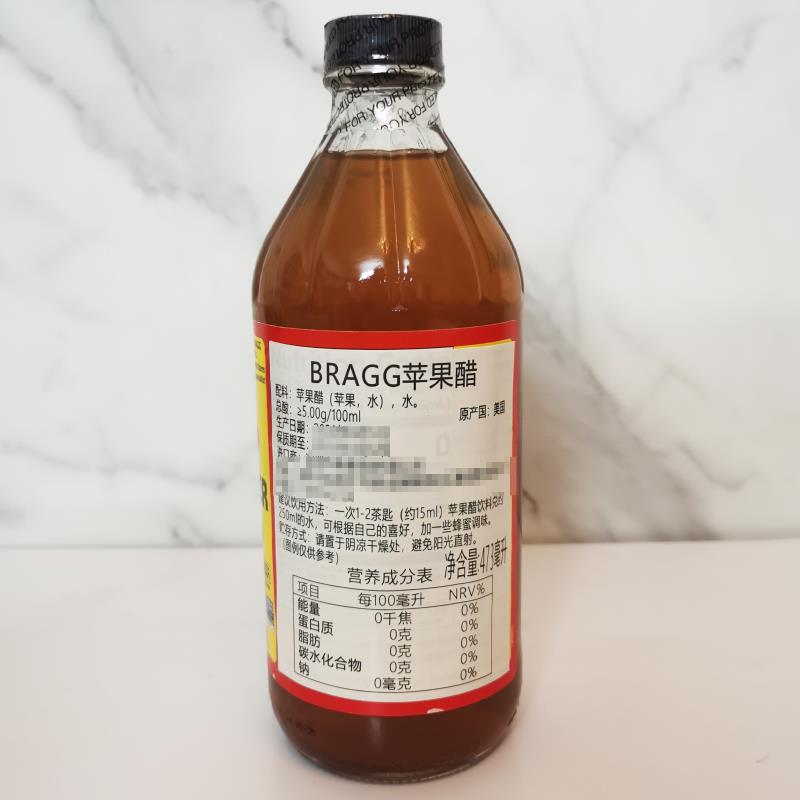 FOR YOUR PROT
BRAGG苹果醋
配料：苹果醋（苹果，水），水。
总酸：≥5.00g/100ml
原产国：美国
生产日期：
保质期至：
进口商：
建议饮用方法：一次1-2茶匙（约15ml）苹果醋饮料兑约
250ml的水，可根据自己的喜好，加一些蜂蜜调味。
贮存方式：请置于阴凉干燥处，避免阳光直射。
（图例仅供参考）
净含量:473毫升
营养成分表
项目 每100毫升 NRV%
能量 0千焦 0%
蛋白质 0克 0%
脂肪 0克 0%
碳水化合物 0克 0%
钠 0毫克 0%